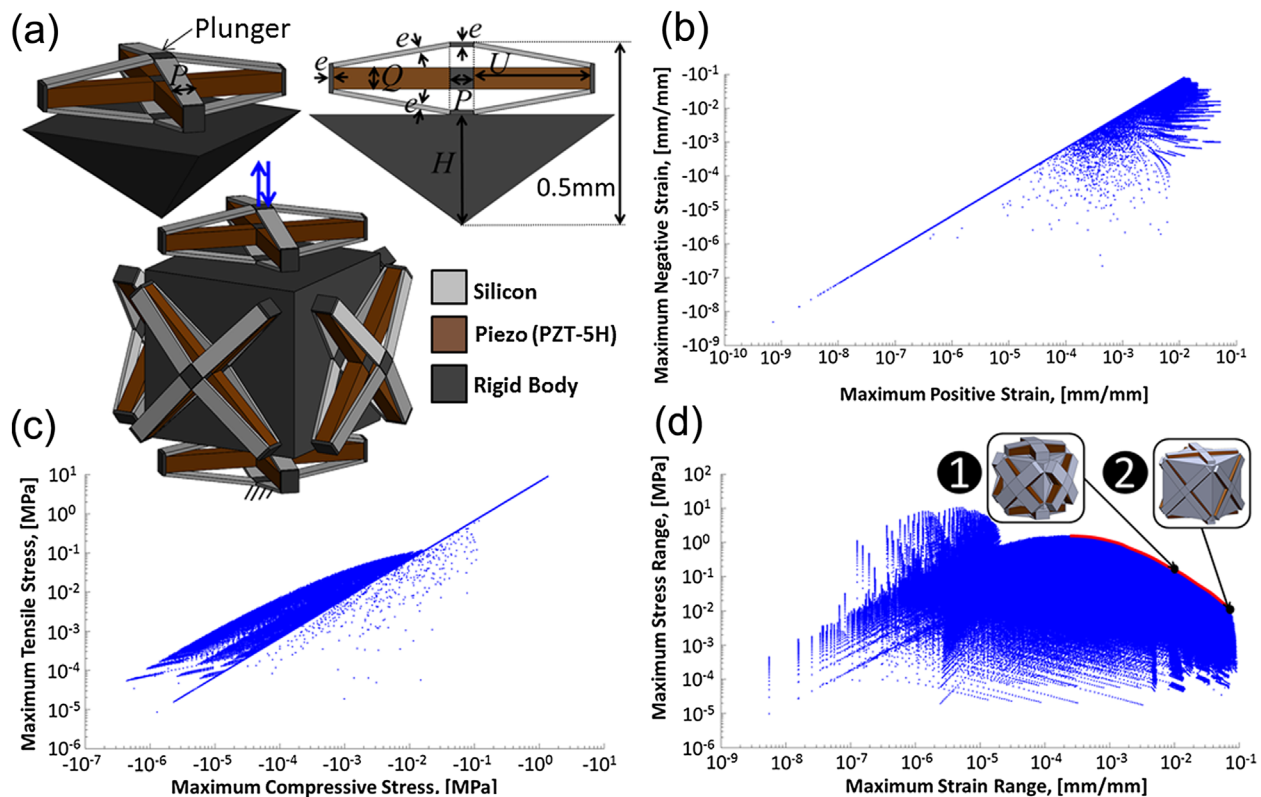 (a)
Plunger
P
e
e
e
Q
U
P
e
H
0.5mm
Silicon
Piezo (PZT-5H)
Rigid Body
(b)
Maximum Negative Strain, [mm/mm]
-10^-1
-10^-2
-10^-3
-10^-4
-10^-5
-10^-6
-10^-7
-10^-8
-10^-9
10^-10 10^-9 10^-8 10^-7 10^-6 10^-5 10^-4 10^-3 10^-2 10^-1
Maximum Positive Strain, [mm/mm]
(c)
Maximum Tensile Stress, [MPa]
10^1
10^0
10^-1
10^-2
10^-3
10^-4
10^-5
10^-6
-10^-7 -10^-6 -10^-5 -10^-4 -10^-3 -10^-2 -10^-1 -10^0 -10^1
Maximum Compressive Stress, [MPa]
(d)
1
2
Maximum Stress Range, [MPa]
10^2
10^1
10^0
10^-1
10^-2
10^-3
10^-4
10^-5
10^-6
10^-9 10^-8 10^-7 10^-6 10^-5 10^-4 10^-3 10^-2 10^-1
Maximum Strain Range, [mm/mm]